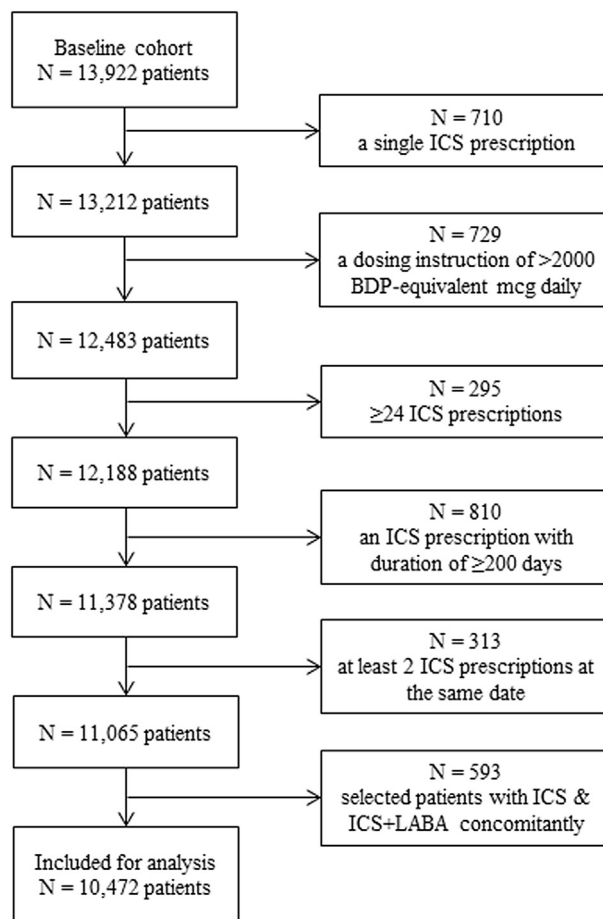 Baseline cohort
N = 13,922 patients
N = 710
a single ICS prescription
N = 13,212 patients
N = 729
a dosing instruction of >2000
BDP-equivalent mcg daily
N = 12,483 patients
N = 295
≥24 ICS prescriptions
N = 12,188 patients
N = 810
an ICS prescription with
duration of ≥200 days
N = 11,378 patients
N = 313
at least 2 ICS prescriptions at
the same date
N = 11,065 patients
N = 593
selected patients with ICS &
ICS+LABA concomitantly
Included for analysis
N = 10,472 patients